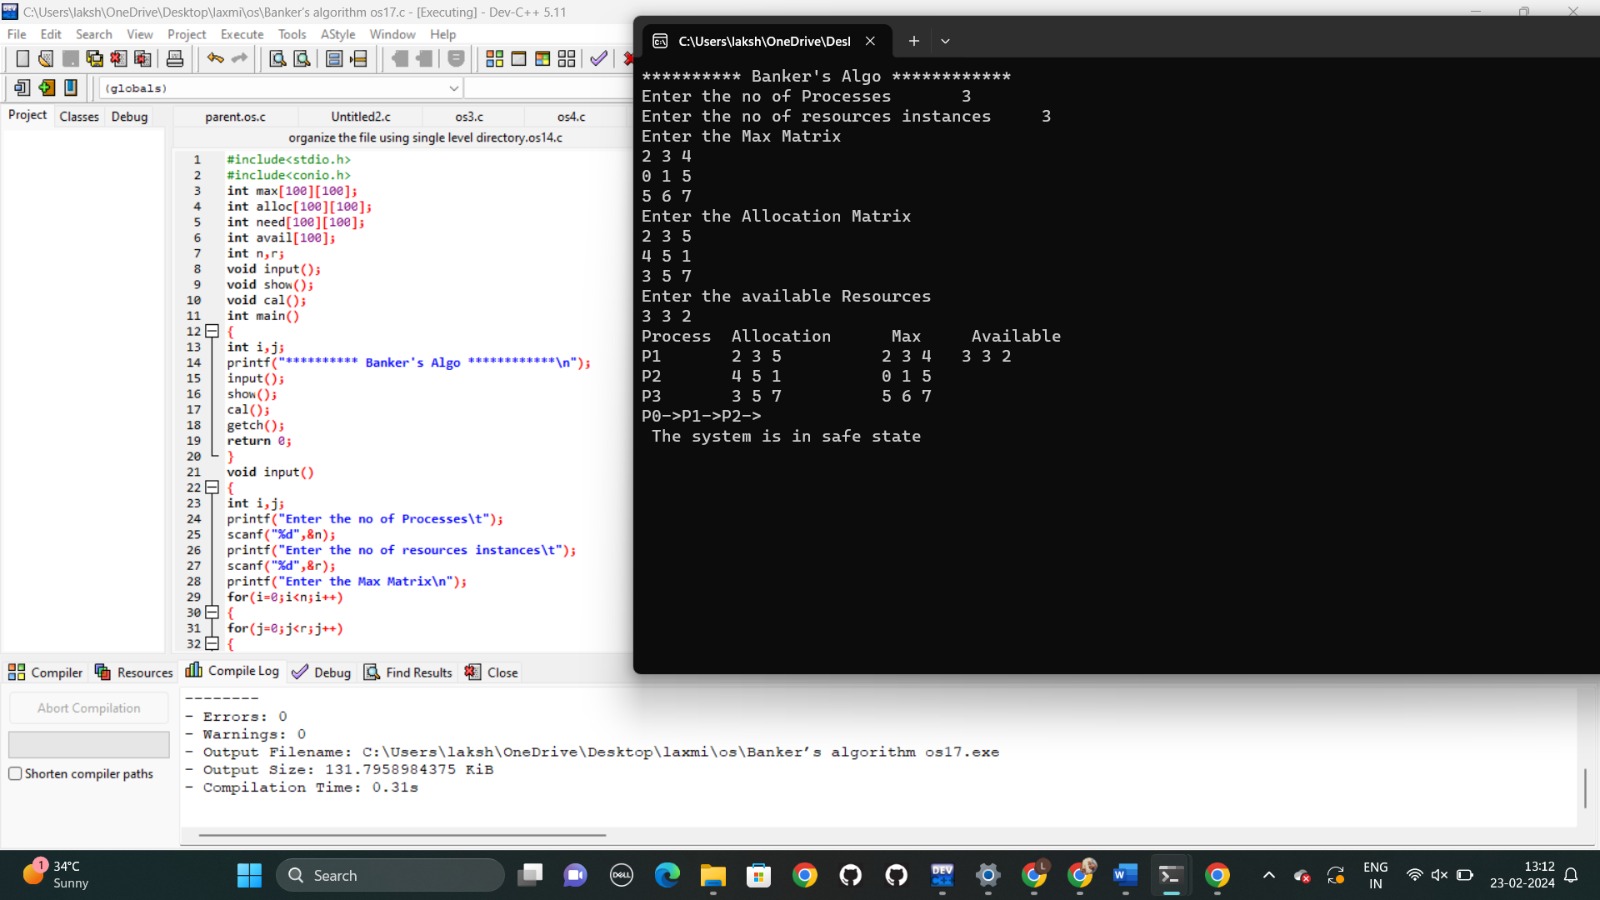 C:\Users\laksh\OneDrive\Desktop\laxmi\os\Banker's algorithm os17.c - [Executing] - Dev-C++ 5.11
File Edit Search View Project Execute Tools AStyle Window Help
(globals)
Project Classes Debug
parent.os.c Untitled2.c os3.c os4.c
organize the file using single level directory.os14.c
1 #include<stdio.h>
2 #include<conio.h>
3 int max[100][100];
4 int alloc[100][100];
5 int need[100][100];
6 int avail[100];
7 int n,r;
8 void input();
9 void show();
10 void cal();
11 int main()
12 {
13 int i,j;
14 printf("********** Banker's Algo ************\n");
15 input();
16 show();
17 cal();
18 getch();
19 return 0;
20 }
21 void input()
22 {
23 int i,j;
24 printf("Enter the no of Processes\t");
25 scanf("%d",&n);
26 printf("Enter the no of resources instances\t");
27 scanf("%d",&r);
28 printf("Enter the Max Matrix\n");
29 for(i=0;i<n;i++)
30 {
31 for(j=0;j<r;j++)
32 {
C:\Users\laksh\OneDrive\Desl
********** Banker's Algo ************
Enter the no of Processes 3
Enter the no of resources instances 3
Enter the Max Matrix
2 3 4
0 1 5
5 6 7
Enter the Allocation Matrix
2 3 5
4 5 1
3 5 7
Enter the available Resources
3 3 2
Process Allocation Max Available
P1 2 3 5 2 3 4 3 3 2
P2 4 5 1 0 1 5
P3 3 5 7 5 6 7
P0->P1->P2->
The system is in safe state
Compiler Resources Compile Log Debug Find Results Close
Abort Compilation
Shorten compiler paths
--------
- Errors: 0
- Warnings: 0
- Output Filename: C:\Users\laksh\OneDrive\Desktop\laxmi\os\Banker’s algorithm os17.exe
- Output Size: 131.7958984375 KiB
- Compilation Time: 0.31s
1
34°C
Sunny
Search
DELL
DEV
L
W
ENG
IN
13:12
23-02-2024